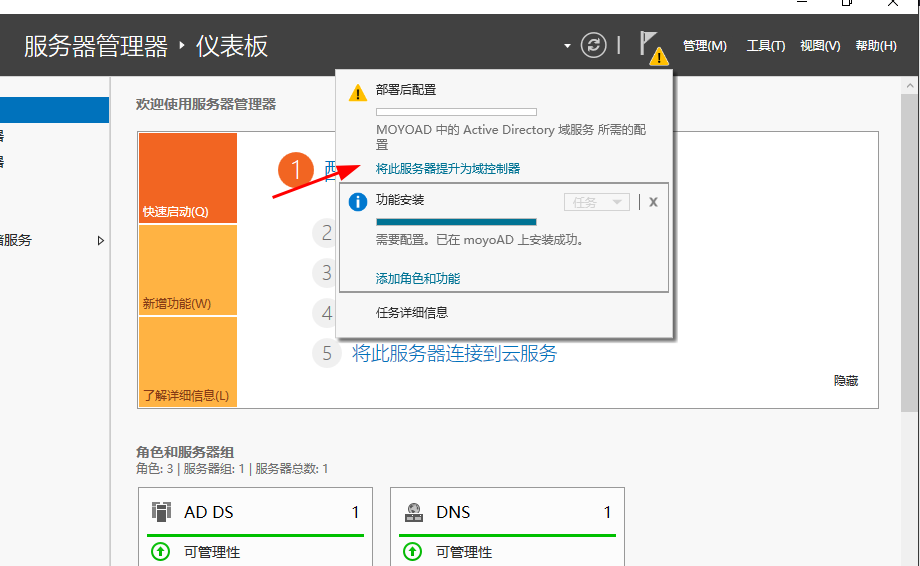 服务器管理器 仪表板
管理(M) 工具(T) 视图(V) 帮助(H)
部署后配置
MOYOAD 中的 Active Directory 域服务 所需的配
置
将此服务器提升为域控制器
功能安装
任务
X
需要配置。已在 moyoAD 上安装成功。
添加角色和功能
任务详细信息
欢迎使用服务器管理器
快速启动(Q)
新增功能(W)
了解详细信息(L)
1
2
3
4
5 将此服务器连接到云服务
隐藏
服务
角色和服务器组
角色: 3 | 服务器组: 1 | 服务器总数: 1
AD DS 1
可管理性
DNS 1
可管理性